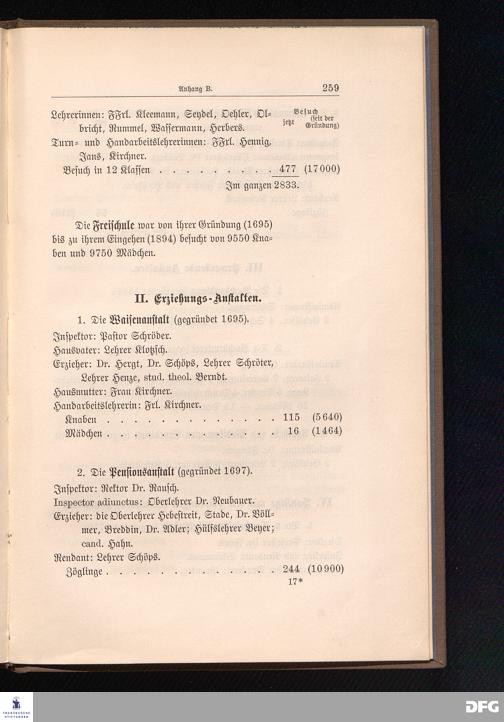 Anhang B. 259
Lehrerinnen: FFrl. Kleemann, Seydel, Oehler, Ol-
bricht, Rummel, Wassermann, Herbers.
Besuch
jetzt (seit der Gründung)
Turn- und Handarbeitslehrerinnen: FFrl. Hennig,
Jans, Kirchner.
Besuch in 12 Klassen . . . . . . . . . 477 (17000)
Im ganzen 2833.
Die Freischule war von ihrer Gründung (1695)
bis zu ihrem Eingehen (1894) besucht von 9550 Kna-
ben und 9750 Mädchen.
II. Erziehungs-Anstalten.
1. Die Waisenanstalt (gegründet 1695).
Inspektor: Pastor Schröder.
Hausvater: Lehrer Klotzsch.
Erzieher: Dr. Hergt, Dr. Schöps, Lehrer Schröter,
Lehrer Henze, stud. theol. Berndt.
Hausmutter: Frau Kirchner.
Handarbeitslehrerin: Frl. Kirchner.
Knaben . . . . . . . . . . . . . 115 (5640)
Mädchen . . . . . . . . . . . . . 16 (1464)
2. Die Pensionsanstalt (gegründet 1697).
Inspektor: Rektor Dr. Rausch.
Inspector adiunctus: Oberlehrer Dr. Neubauer.
Erzieher: die Oberlehrer Hebestreit, Stade, Dr. Völl-
mer, Breddin, Dr. Adler; Hülfslehrer Beyer;
cand. Hahn.
Rendant: Lehrer Schöps.
Zöglinge . . . . . . . . . . . . . 244 (10900)
17*
FRANCKESCHE
STIFTUNGEN
DFG